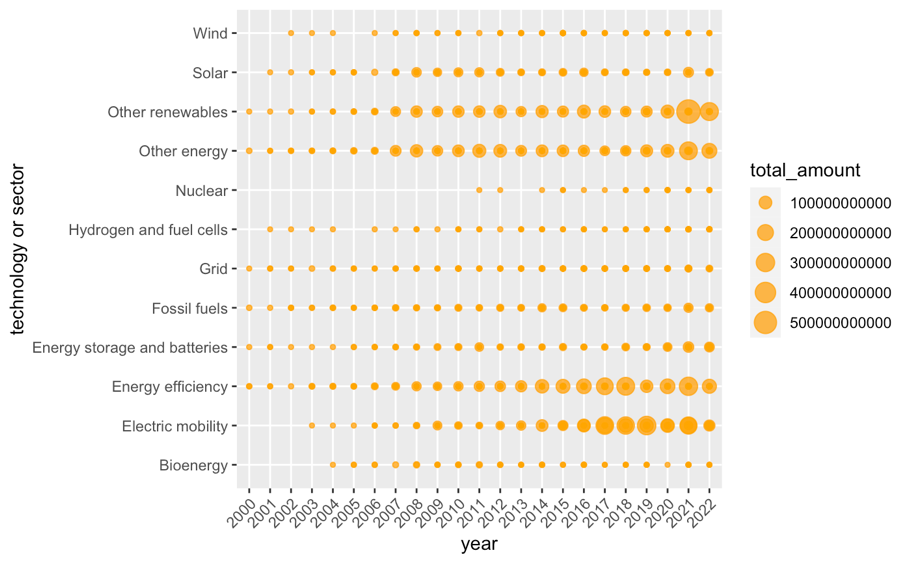 technology or sector
Wind
Solar
Other renewables
Other energy
Nuclear
Hydrogen and fuel cells
Grid
Fossil fuels
Energy storage and batteries
Energy efficiency
Electric mobility
Bioenergy
2000 2001 2002 2003 2004 2005 2006 2007 2008 2009 2010 2011 2012 2013 2014 2015 2016 2017 2018 2019 2020 2021 2022
year
total_amount
100000000000
200000000000
300000000000
400000000000
500000000000